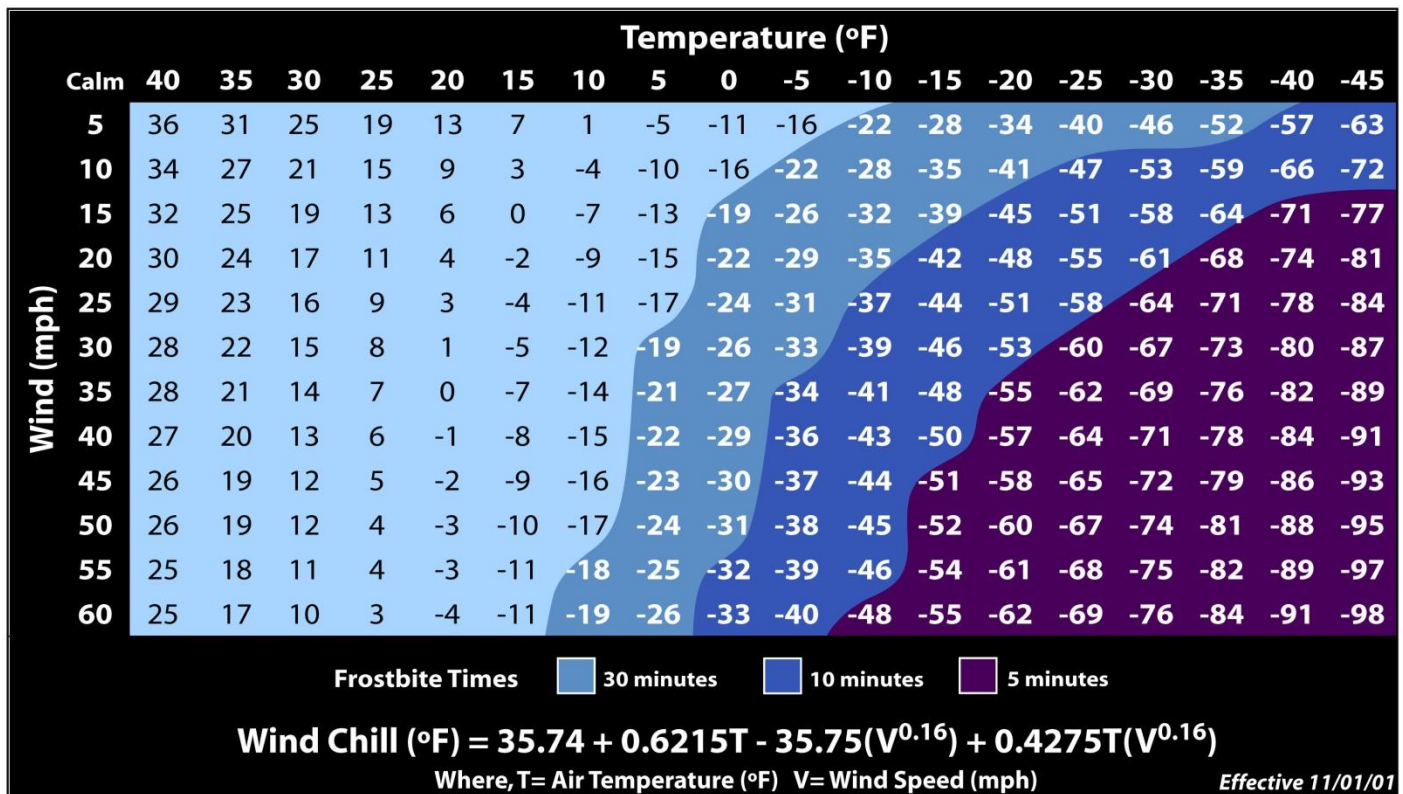 Temperature (ºF)
Calm 40 35 30 25 20 15 10 5 0 -5 -10 -15 -20 -25 -30 -35 -40 -45
5 36 31 25 19 13 7 1 -5 -11 -16 -22 -28 -34 -40 -46 -52 -57 -63
10 34 27 21 15 9 3 -4 -10 -16 -22 -28 -35 -41 -47 -53 -59 -66 -72
15 32 25 19 13 6 0 -7 -13 -19 -26 -32 -39 -45 -51 -58 -64 -71 -77
20 30 24 17 11 4 -2 -9 -15 -22 -29 -35 -42 -48 -55 -61 -68 -74 -81
25 29 23 16 9 3 -4 -11 -17 -24 -31 -37 -44 -51 -58 -64 -71 -78 -84
30 28 22 15 8 1 -5 -12 -19 -26 -33 -39 -46 -53 -60 -67 -73 -80 -87
35 28 21 14 7 0 -7 -14 -21 -27 -34 -41 -48 -55 -62 -69 -76 -82 -89
40 27 20 13 6 -1 -8 -15 -22 -29 -36 -43 -50 -57 -64 -71 -78 -84 -91
45 26 19 12 5 -2 -9 -16 -23 -30 -37 -44 -51 -58 -65 -72 -79 -86 -93
50 26 19 12 4 -3 -10 -17 -24 -31 -38 -45 -52 -60 -67 -74 -81 -88 -95
55 25 18 11 4 -3 -11 -18 -25 -32 -39 -46 -54 -61 -68 -75 -82 -89 -97
60 25 17 10 3 -4 -11 -19 -26 -33 -40 -48 -55 -62 -69 -76 -84 -91 -98
Wind (mph)
Frostbite Times 30 minutes 10 minutes 5 minutes
Wind Chill (ºF) = 35.74 + 0.6215T - 35.75(V^0.16) + 0.4275T(V^0.16)
Where, T= Air Temperature (ºF) V= Wind Speed (mph) Effective 11/01/01